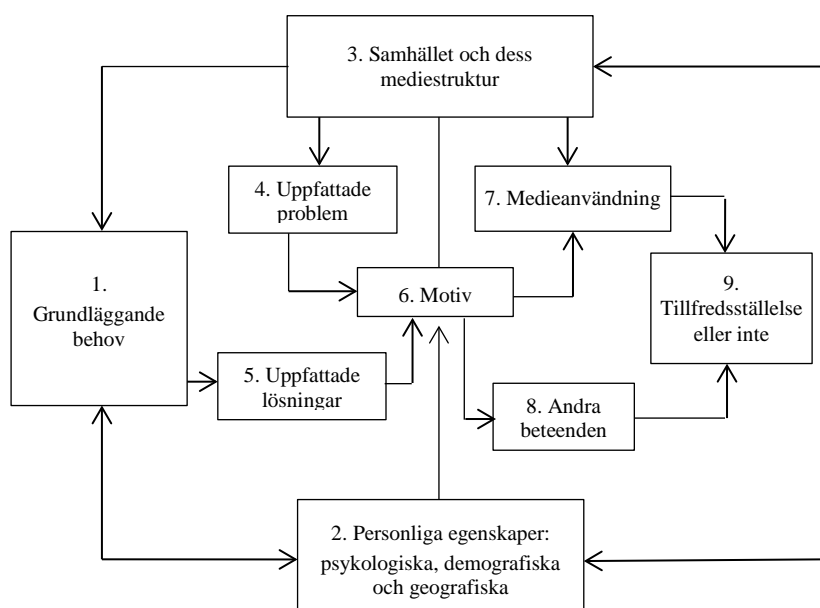 3. Samhället och dess
mediestruktur
4. Uppfattade
problem
7. Medieanvändning
1.
Grundläggande
behov
6. Motiv
9.
Tillfredsställelse
eller inte
5. Uppfattade
lösningar
8. Andra
beteenden
2. Personliga egenskaper:
psykologiska, demografiska
och geografiska